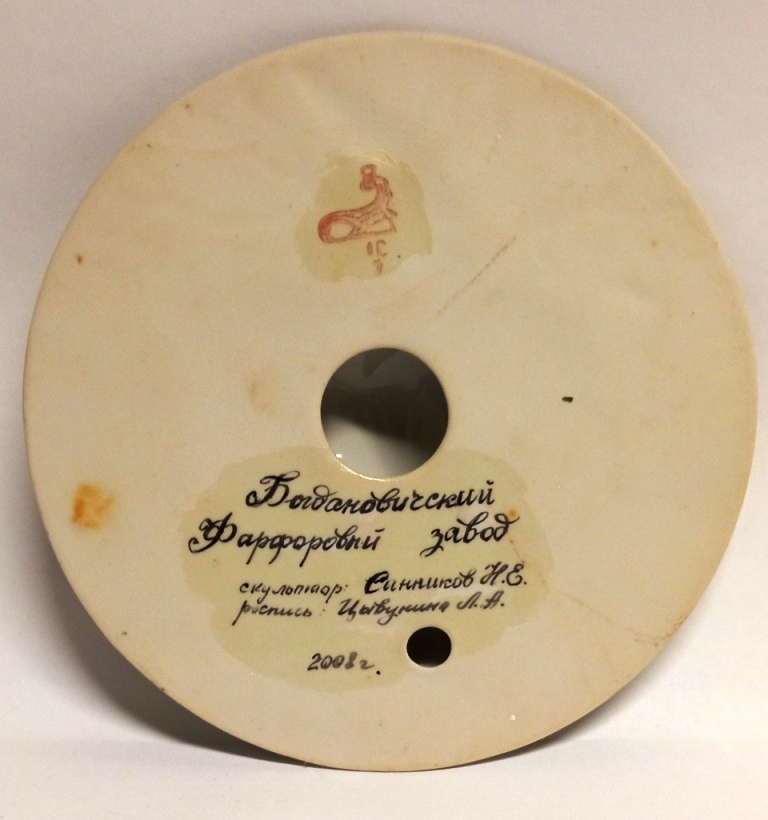 1С
Богдановичский
Фарфоровый завод
скульптор: Синников Н.Е.
роспись: Цывунина Л.А.
2008г.